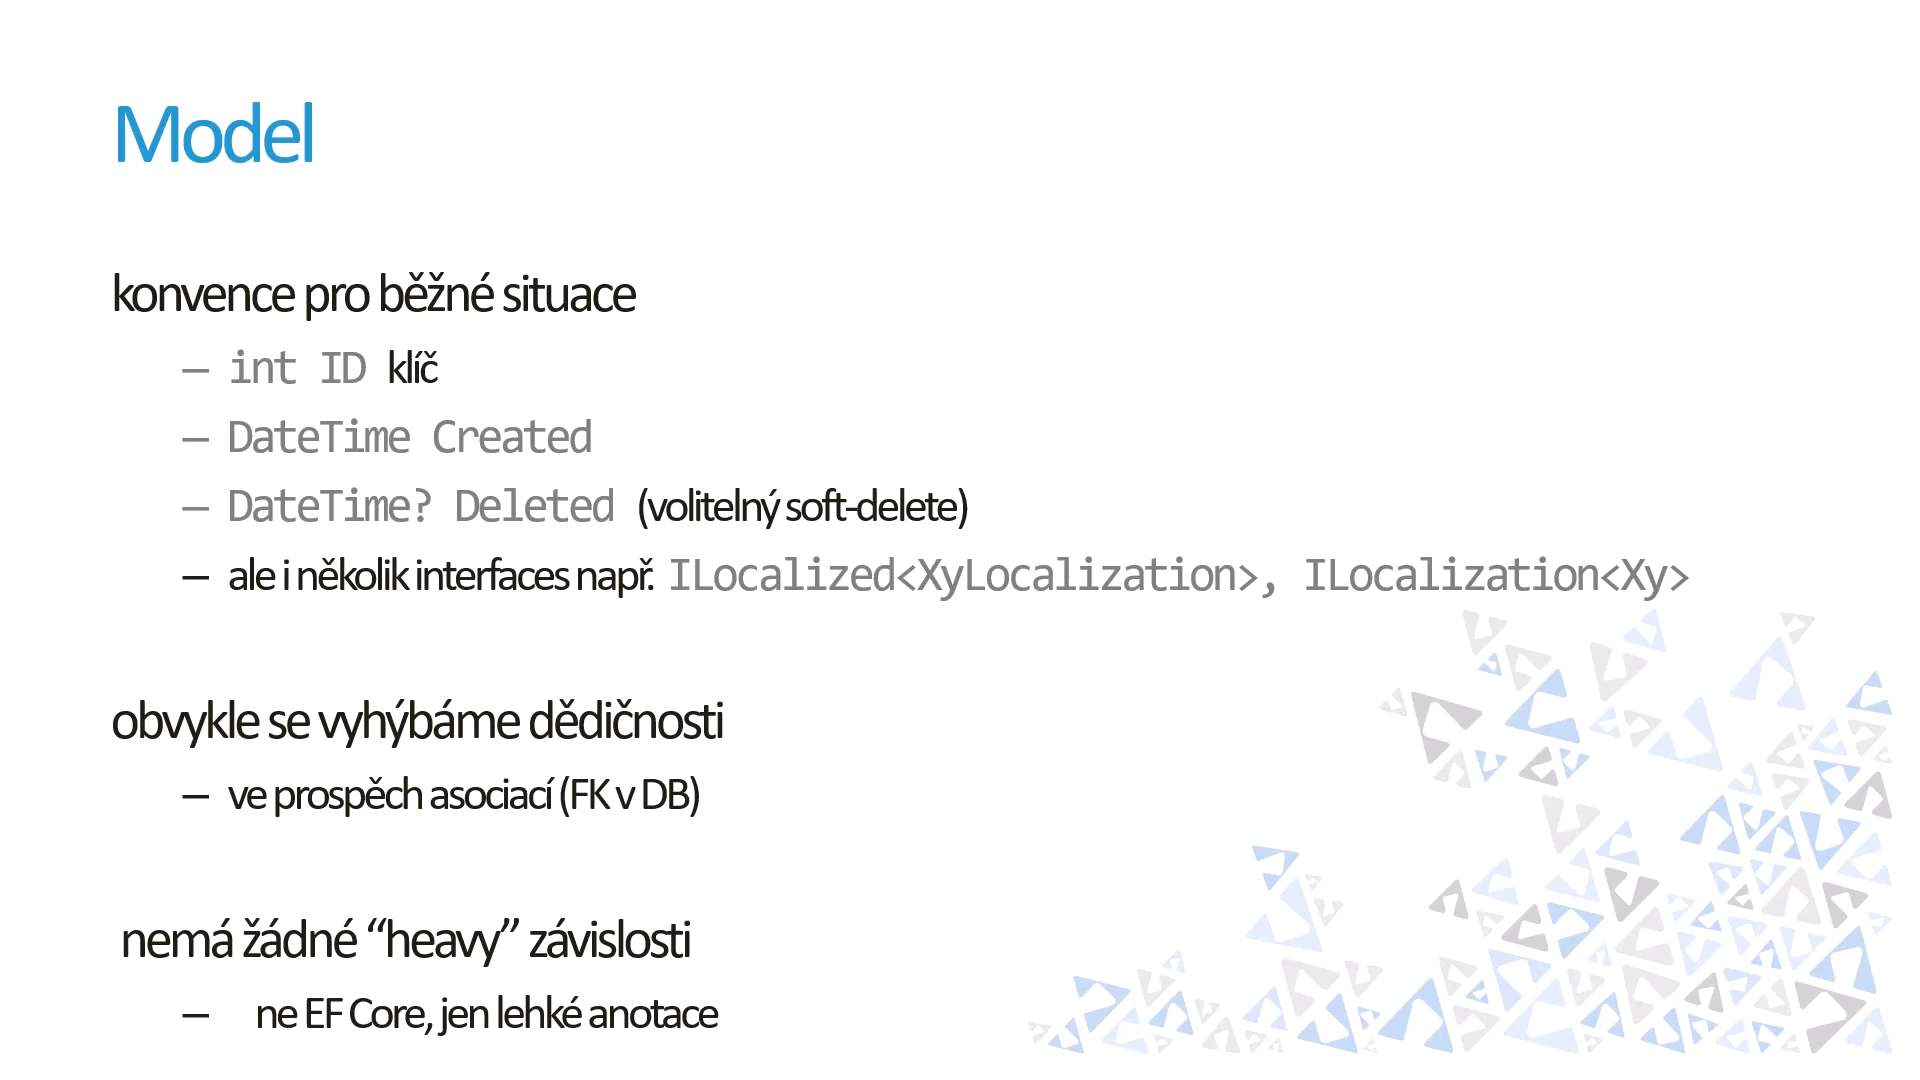 Model
konvence pro běžné situace
– int ID klíč
– DateTime Created
– DateTime? Deleted (volitelný soft-delete)
– ale i několik interfaces např. ILocalized<XyLocalization>, ILocalization<Xy>
obvykle se vyhýbáme dědičnosti
– ve prospěch asociací (FK v DB)
nemá žádné “heavy” závislosti
– ne EF Core, jen lehké anotace